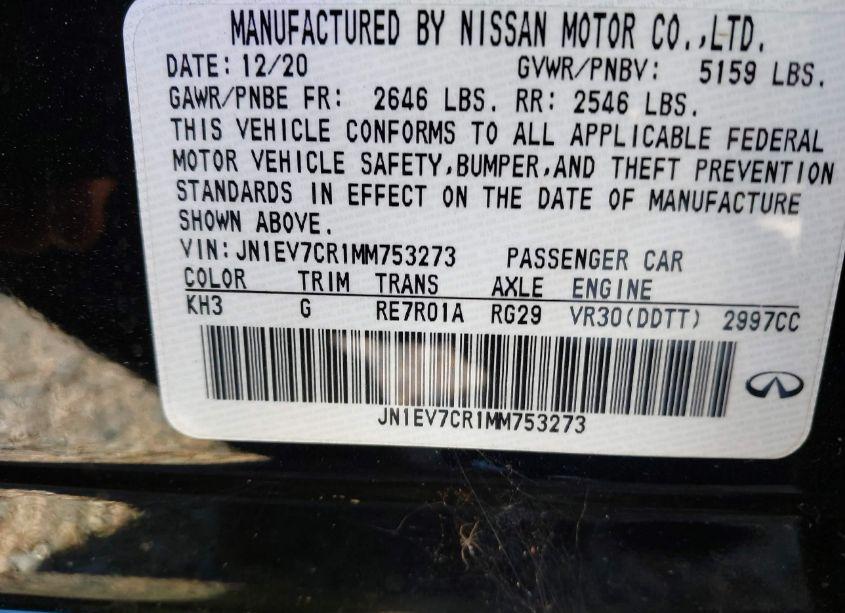 MANUFACTURED BY NISSAN MOTOR CO.,LTD.
DATE: 12/20 GVWR/PNBV: 5159 LBS.
GAWR/PNBE FR: 2646 LBS. RR: 2546 LBS.
THIS VEHICLE CONFORMS TO ALL APPLICABLE FEDERAL
MOTOR VEHICLE SAFETY,BUMPER,AND THEFT PREVENTION
STANDARDS IN EFFECT ON THE DATE OF MANUFACTURE
SHOWN ABOVE.
VIN:JN1EV7CR1MM753273 PASSENGER CAR
COLOR TRIM TRANS AXLE ENGINE
KH3 G RE7R01A RG29 VR30(DDTT) 2997CC
JN1EV7CR1MM753273